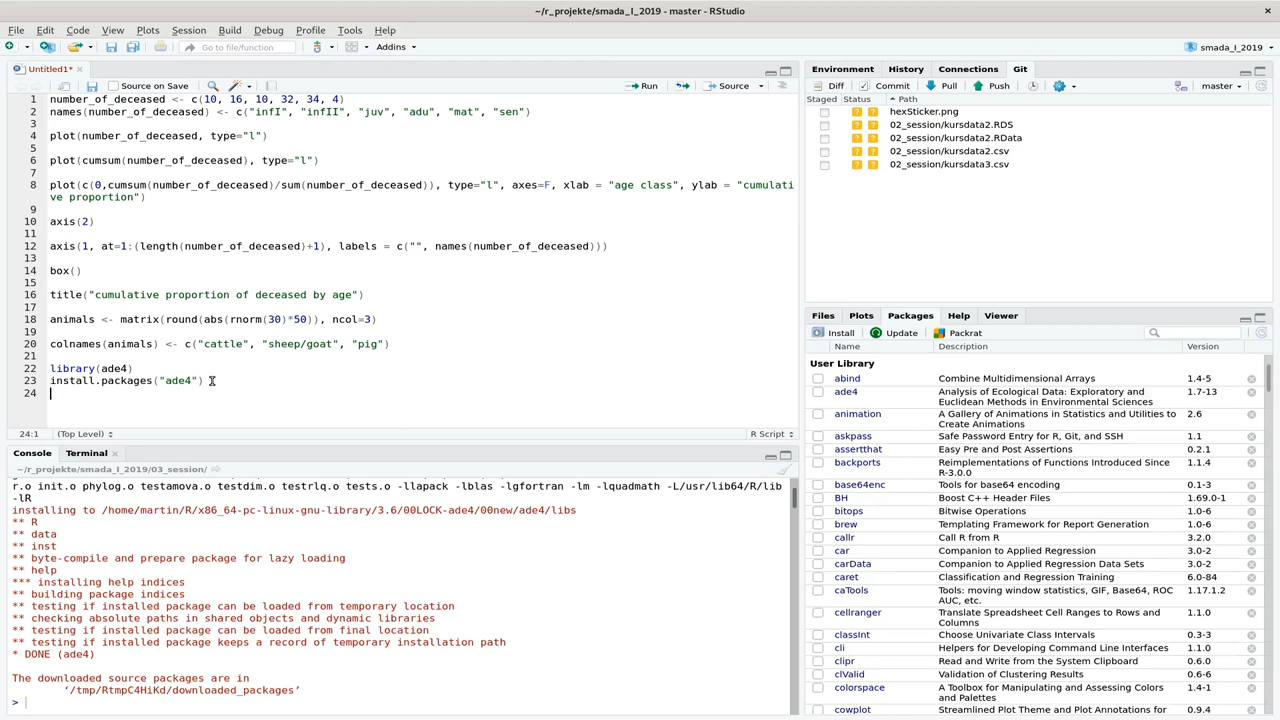 ~/r_projekte/smada_I_2019 - master - RStudio
File Edit Code View Plots Session Build Debug Profile Tools Help
Go to file/function Addins smada_I_2019
Untitled1*
Source on Save Run Source
1 number_of_deceased <- c(10, 16, 10, 32, 34, 4)
2 names(number_of_deceased) <- c("infI", "infII", "juv", "adu", "mat", "sen")
3
4 plot(number_of_deceased, type="l")
5
6 plot(cumsum(number_of_deceased), type="l")
7
8 plot(c(0,cumsum(number_of_deceased)/sum(number_of_deceased)), type="l", axes=F, xlab = "age class", ylab = "cumulati
ve proportion")
9
10 axis(2)
11
12 axis(1, at=1:(length(number_of_deceased)+1), labels = c("", names(number_of_deceased)))
13
14 box()
15
16 title("cumulative proportion of deceased by age")
17
18 animals <- matrix(round(abs(rnorm(30)*50)), ncol=3)
19
20 colnames(animals) <- c("cattle", "sheep/goat", "pig")
21
22 library(ade4)
23 install.packages("ade4")
24
24:1 (Top Level) R Script
Console Terminal
~/r_projekte/smada_I_2019/03_session/
r.o init.o phylog.o testamova.o testdim.o testrlq.o tests.o -llapack -lblas -lgfortran -lm -lquadmath -L/usr/lib64/R/lib
-lR
installing to /home/martin/R/x86_64-pc-linux-gnu-library/3.6/00LOCK-ade4/00new/ade4/libs
** R
** data
** inst
** byte-compile and prepare package for lazy loading
** help
*** installing help indices
** building package indices
** testing if installed package can be loaded from temporary location
** checking absolute paths in shared objects and dynamic libraries
** testing if installed package can be loaded from final location
** testing if installed package keeps a record of temporary installation path
* DONE (ade4)
The downloaded source packages are in
‘/tmp/RtmpC4HiKd/downloaded_packages’
>
Environment History Connections Git
Diff Commit Pull Push master
Staged Status Path
hexSticker.png
02_session/kursdata2.RDS
02_session/kursdata2.RData
02_session/kursdata2.csv
02_session/kursdata3.csv
Files Plots Packages Help Viewer
Install Update Packrat
Name Description Version
User Library
abind Combine Multidimensional Arrays 1.4-5
ade4 Analysis of Ecological Data: Exploratory and 1.7-13
Euclidean Methods in Environmental Sciences
animation A Gallery of Animations in Statistics and Utilities to 2.6
Create Animations
askpass Safe Password Entry for R, Git, and SSH 1.1
assertthat Easy Pre and Post Assertions 0.2.1
backports Reimplementations of Functions Introduced Since 1.1.4
R-3.0.0
base64enc Tools for base64 encoding 0.1-3
BH Boost C++ Header Files 1.69.0-1
bitops Bitwise Operations 1.0-6
brew Templating Framework for Report Generation 1.0-6
callr Call R from R 3.2.0
car Companion to Applied Regression 3.0-2
carData Companion to Applied Regression Data Sets 3.0-2
caret Classification and Regression Training 6.0-84
caTools Tools: moving window statistics, GIF, Base64, ROC 1.17.1.2
AUC, etc.
cellranger Translate Spreadsheet Cell Ranges to Rows and 1.1.0
Columns
classInt Choose Univariate Class Intervals 0.3-3
cli Helpers for Developing Command Line Interfaces 1.1.0
clipr Read and Write from the System Clipboard 0.6.0
clValid Validation of Clustering Results 0.6-6
colorspace A Toolbox for Manipulating and Assessing Colors 1.4-1
and Palettes
cowplot Streamlined Plot Theme and Plot Annotations for 0.9.4